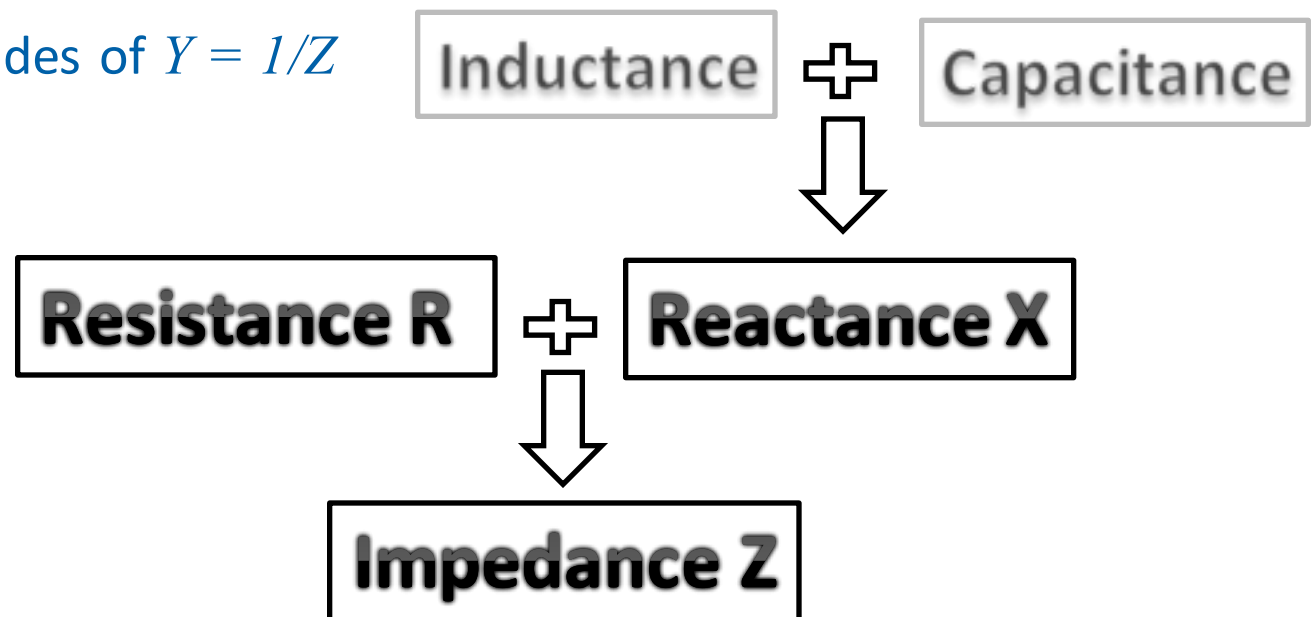 des of Y = 1/Z
Inductance
Capacitance
Resistance R
Reactance X
Impedance Z